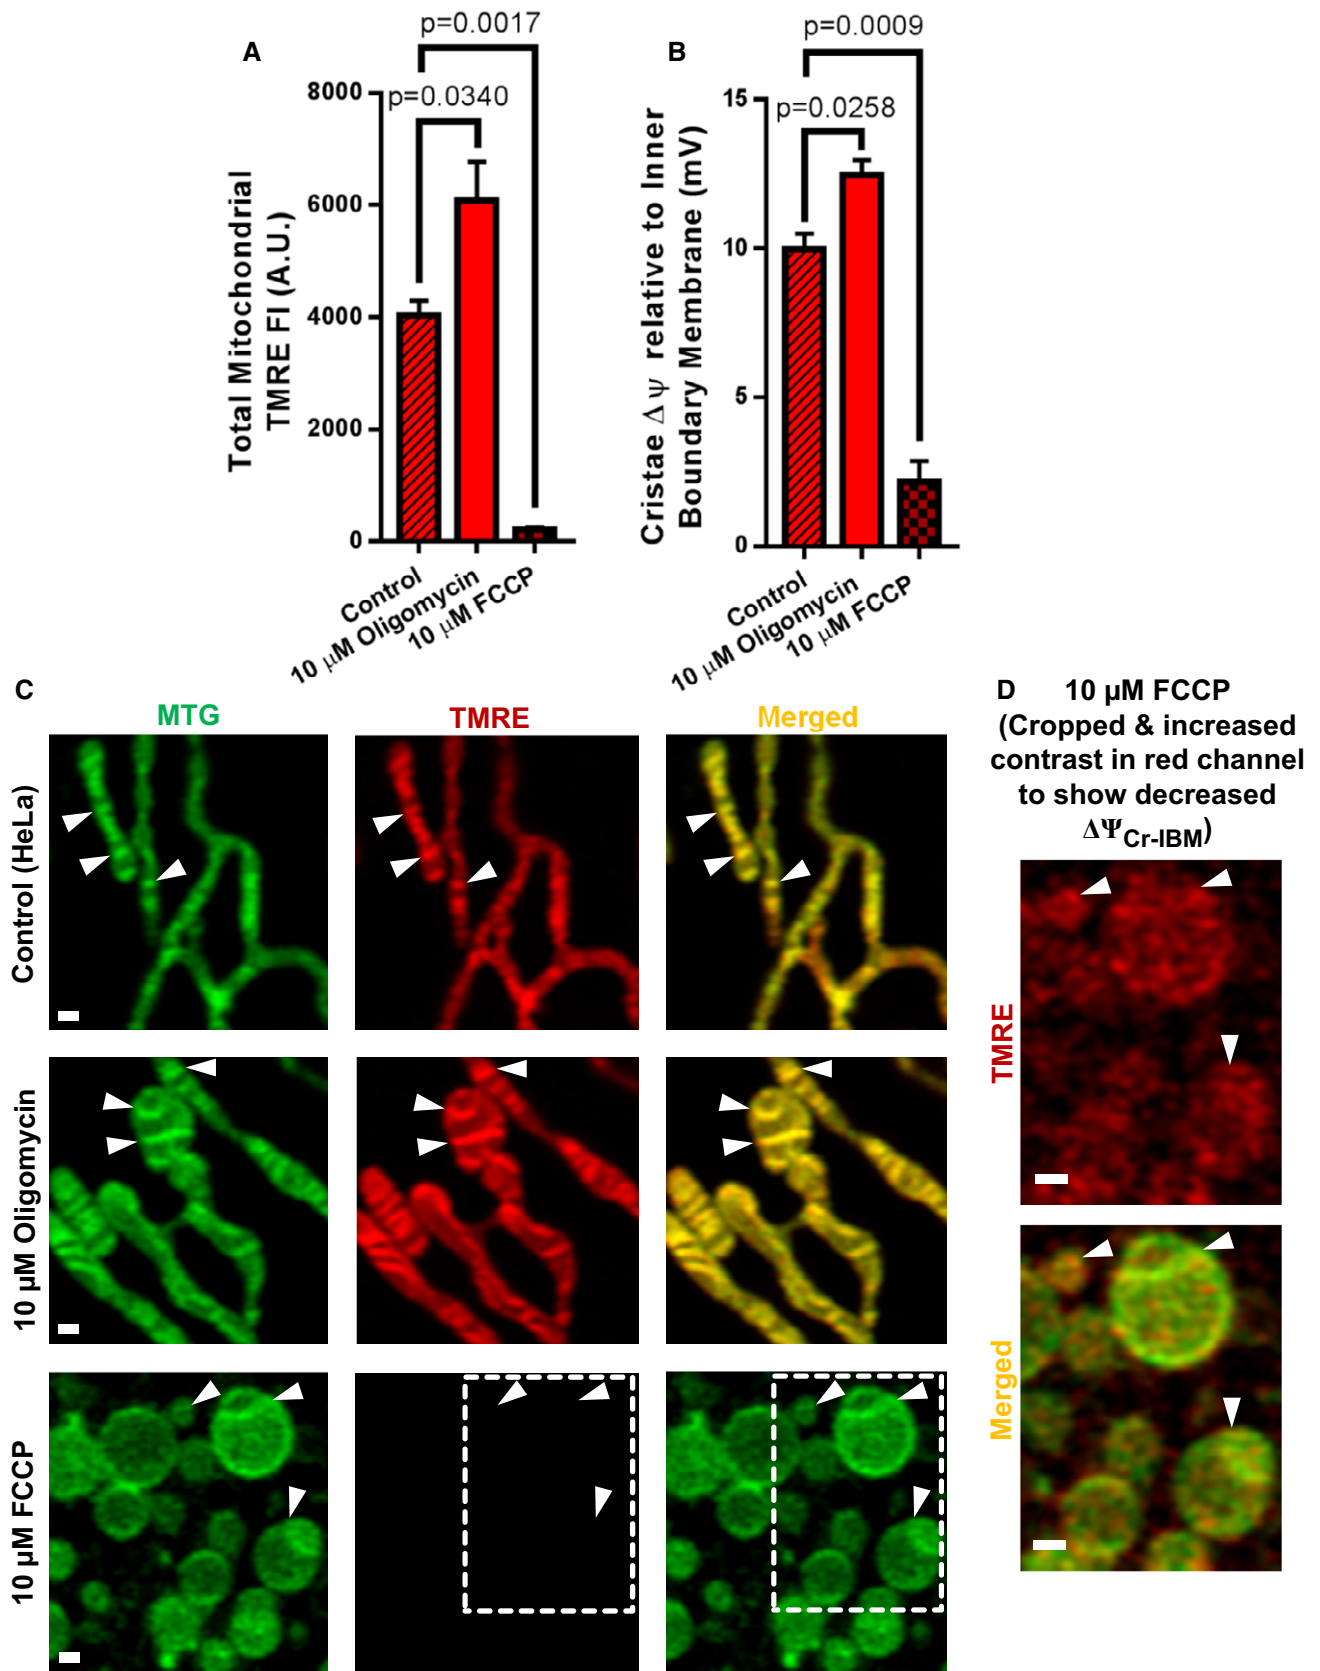 A
p=0.0017
p=0.0340
8000
6000
4000
2000
0
Total Mitochondrial
TMRE FI (A.U.)
Control
10 μM Oligomycin
10 μM FCCP
B
p=0.0009
p=0.0258
15
10
5
0
Cristae Δψ relative to Inner
Boundary Membrane (mV)
Control
10 μM Oligomycin
10 μM FCCP
C
MTG
TMRE
Merged
Control (HeLa)
10 μM Oligomycin
10 μM FCCP
D
10 μM FCCP
(Cropped & increased
contrast in red channel
to show decreased
ΔΨCr-IBM)
TMRE
Merged